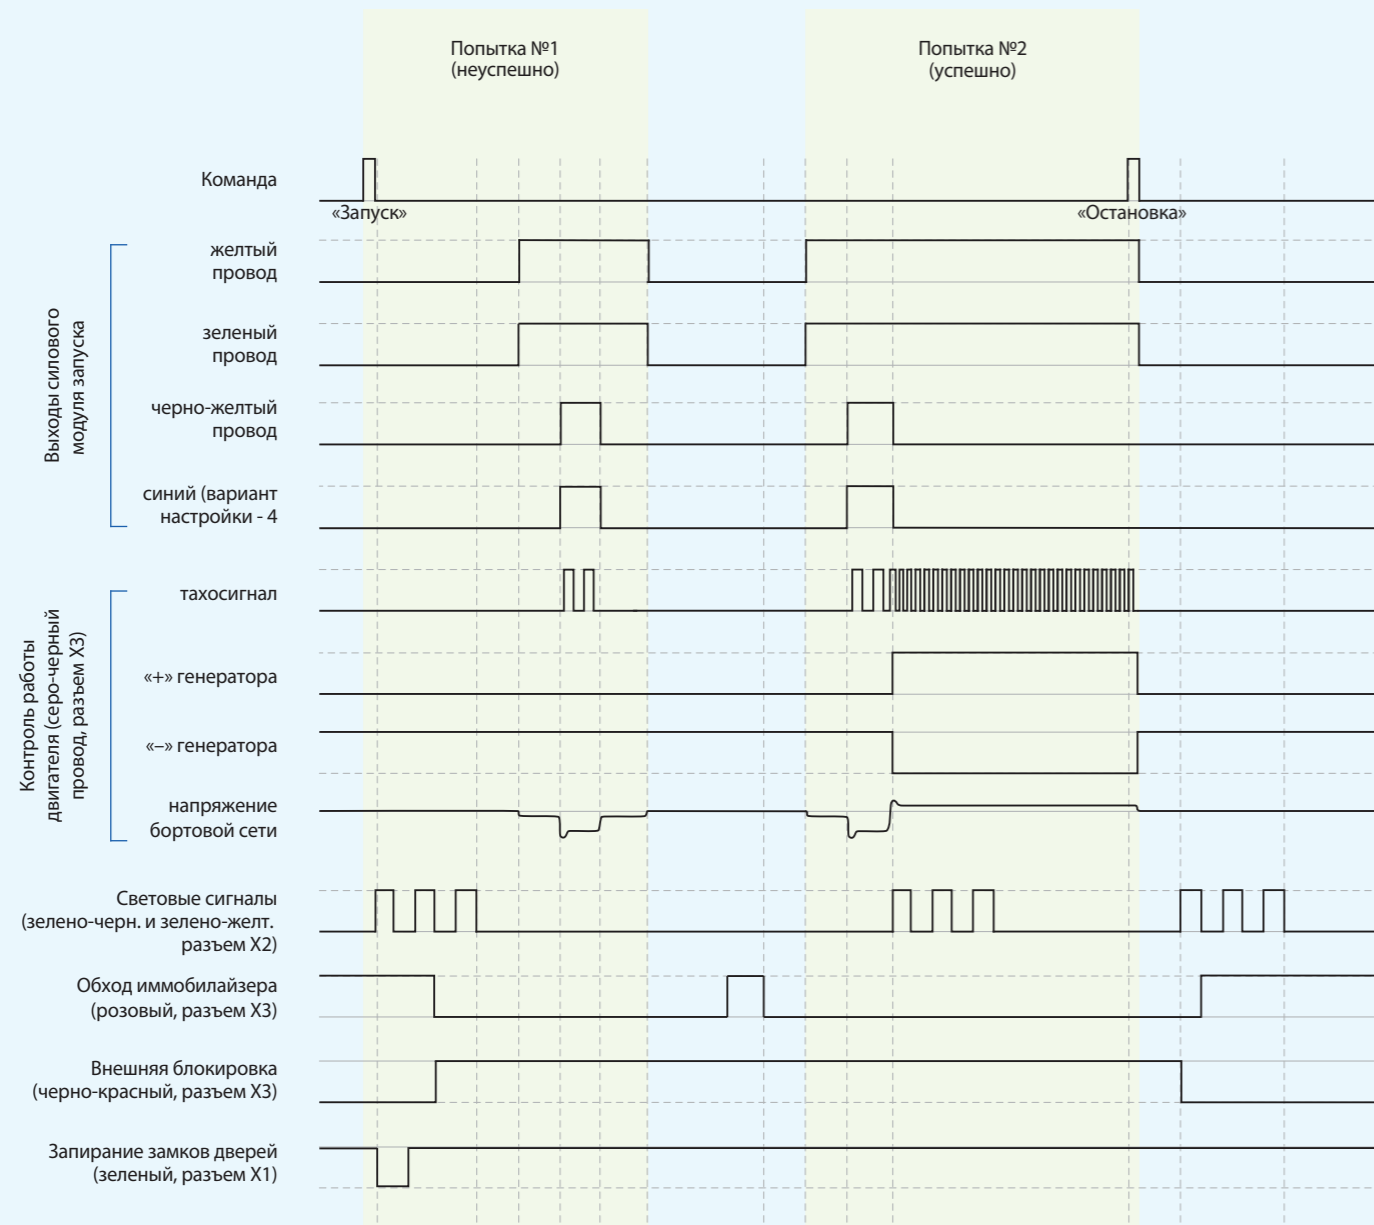 Попытка №1
(неуспешно)
Попытка №2
(успешно)
Команда
«Запуск»
«Остановка»
Выходы силового
модуля запуска
желтый
провод
зеленый
провод
черно-желтый
провод
синий (вариант
настройки - 4
Контроль работы
двигателя (серо-черный
провод, разъем X3)
тахосигнал
«+» генератора
«–» генератора
напряжение
бортовой сети
Световые сигналы
(зелено-черн. и зелено-желт.
разъем X2)
Обход иммобилайзера
(розовый, разъем X3)
Внешняя блокировка
(черно-красный, разъем X3)
Запирание замков дверей
(зеленый, разъем X1)